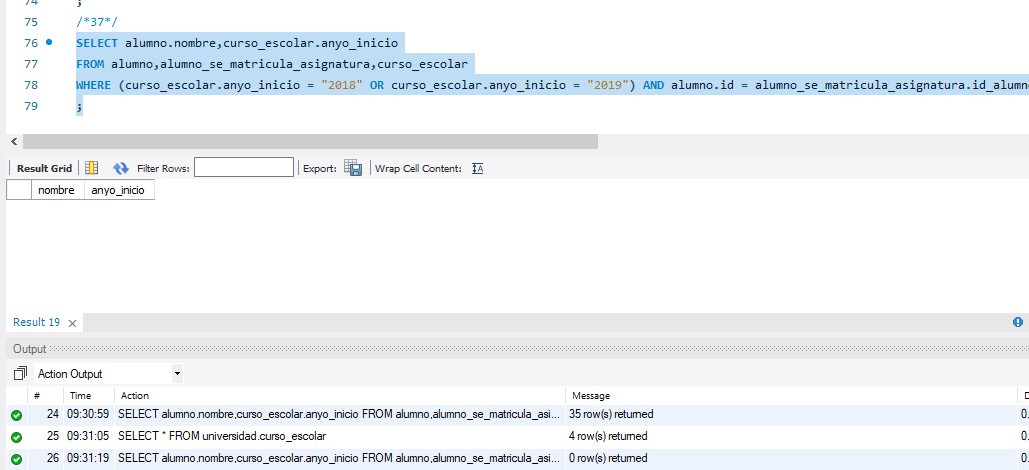 74 ;
75 /*37*/
76 SELECT alumno.nombre,curso_escolar.anyo_inicio
77 FROM alumno,alumno_se_matricula_asignatura,curso_escolar
78 WHERE (curso_escolar.anyo_inicio = "2018" OR curso_escolar.anyo_inicio = "2019") AND alumno.id = alumno_se_matricula_asignatura.id_alumn
79 ;
Result Grid Filter Rows: Export: Wrap Cell Content:
nombre anyo_inicio
Result 19
Output
Action Output
# Time Action Message D
24 09:30:59 SELECT alumno.nombre,curso_escolar.anyo_inicio FROM alumno,alumno_se_matricula_asi... 35 row(s) returned 0.
25 09:31:05 SELECT * FROM universidad.curso_escolar 4 row(s) returned 0.
26 09:31:19 SELECT alumno.nombre,curso_escolar.anyo_inicio FROM alumno,alumno_se_matricula_asi... 0 row(s) returned 0.